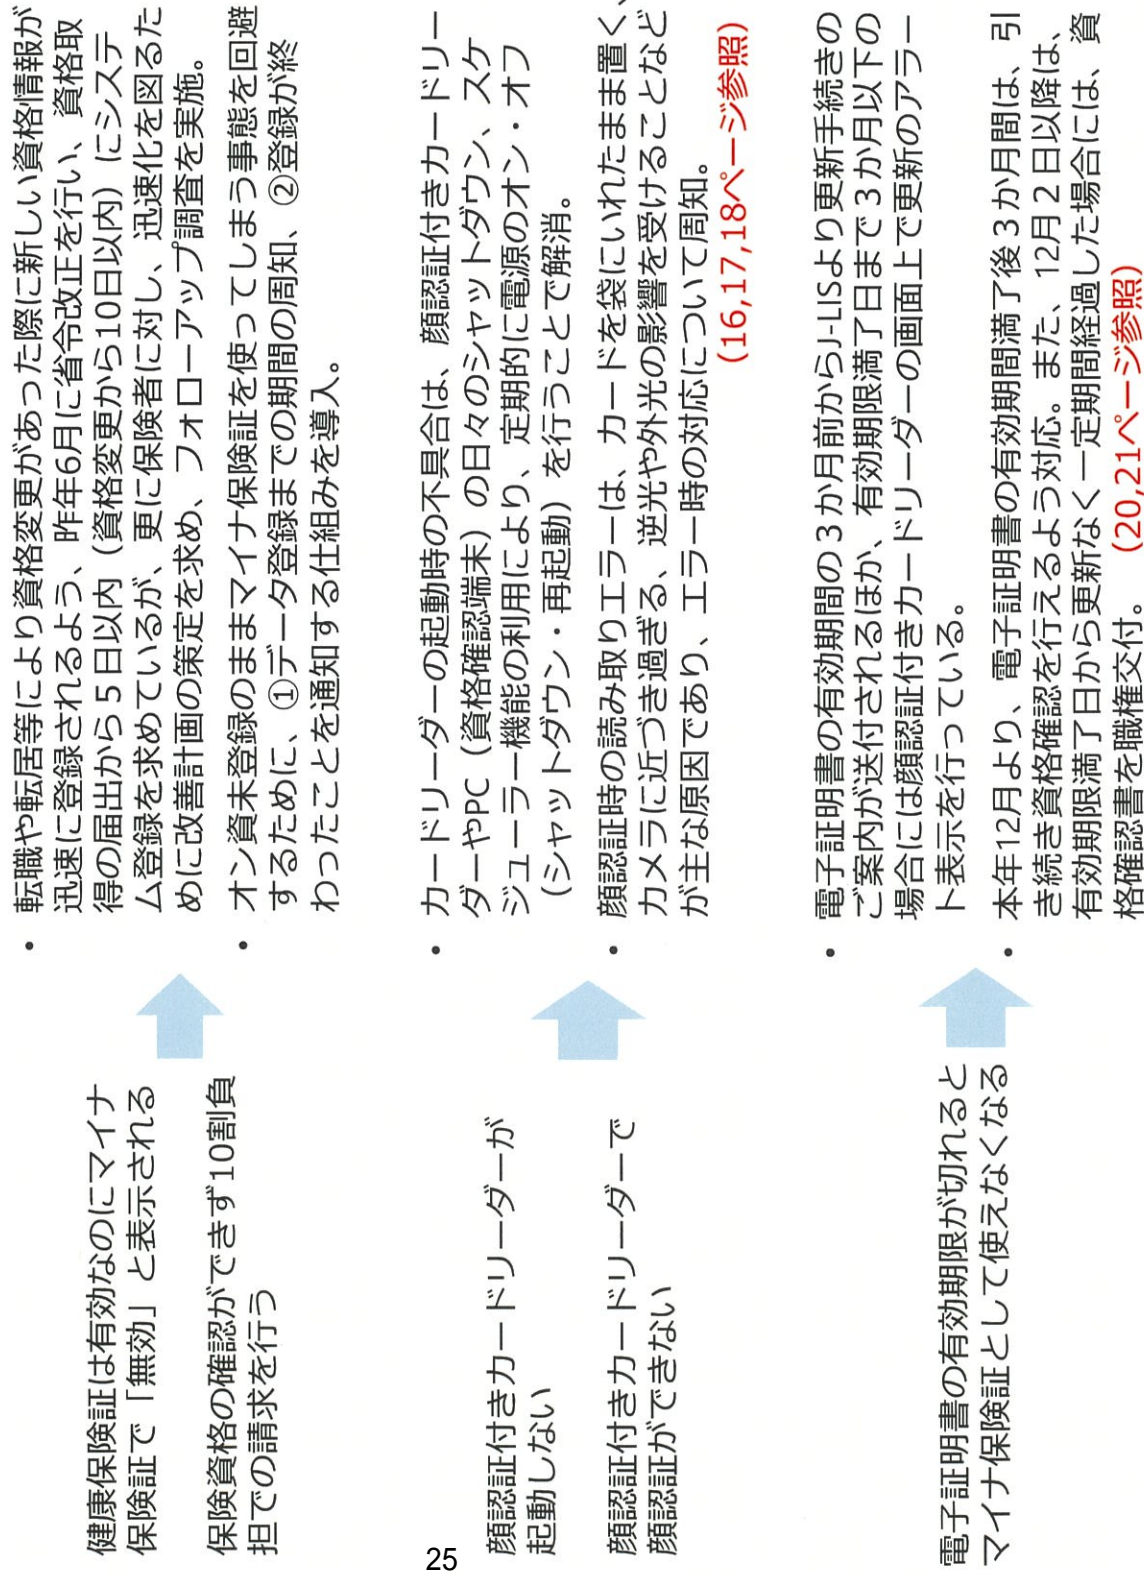 健康保険証は有効なのにマイナ
保険証で「無効」と表示される
保険資格の確認ができず10割負
担での請求を行う
• 転職や転居等により資格変更があった際に新しい資格情報が
迅速に登録されるよう、昨年6月に省令改正を行い、資格取
得の届出から５日以内（資格変更から10日以内）にシステ
ム登録を求めているが、更に保険者に対し、迅速化を図るた
めに改善計画の策定を求め、フォローアップ調査を実施。
• オン資未登録のままマイナ保険証を使ってしまう事態を回避
するために、①データ登録までの期間の周知、②登録が終
わったことを通知する仕組みを導入。
顔認証付きカードリーダーが
起動しない
顔認証付きカードリーダーで
顔認証ができない
• カードリーダーの起動時の不具合は、顔認証付きカードリー
ダーやPC（資格確認端末）の日々のシャットダウン、スケ
ジューラー機能の利用により、定期的に電源のオン・オフ
（シャットダウン・再起動）を行うことで解消。
• 顔認証時の読み取りエラーは、カードを袋にいれたまま置く、
カメラに近づき過ぎる、逆光や外光の影響を受けることなど
が主な原因であり、エラー時の対応について周知。
（16,17,18ページ参照）
電子証明書の有効期限が切れると
マイナ保険証として使えなくなる
• 電子証明書の有効期間の３か月前からJ-LISより更新手続きの
ご案内が送付されるほか、有効期限満了日まで３か月以下の
場合には顔認証付きカードリーダーの画面上で更新のアラー
ト表示を行っている。
• 本年12月より、電子証明書の有効期間満了後３か月間は、引
き続き資格確認を行えるよう対応。また、12月２日以降は、
有効期限満了日から更新なく一定期間経過した場合には、資
格確認書を職権交付。（20,21ページ参照）
25